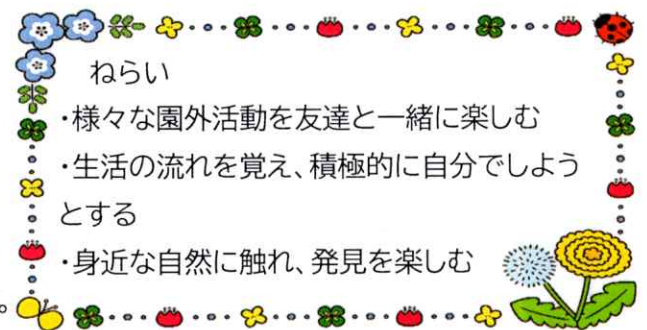 ねらい
・様々な園外活動を友達と一緒に楽しむ
・生活の流れを覚え、積極的に自分でしよう
とする
・身近な自然に触れ、発見を楽しむ
。